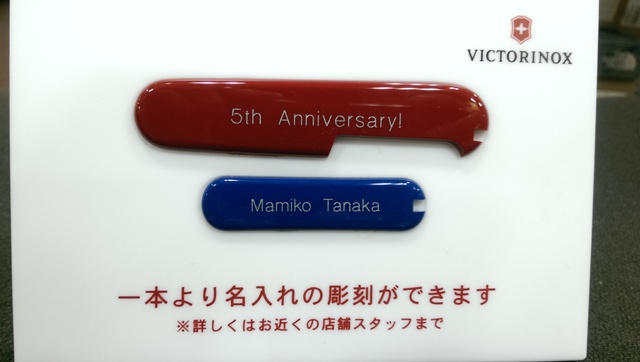 VICTORINOX
5th Anniversary!
Mamiko Tanaka
一本より名入れの彫刻ができます
※詳しくはお近くの店舗スタッフまで